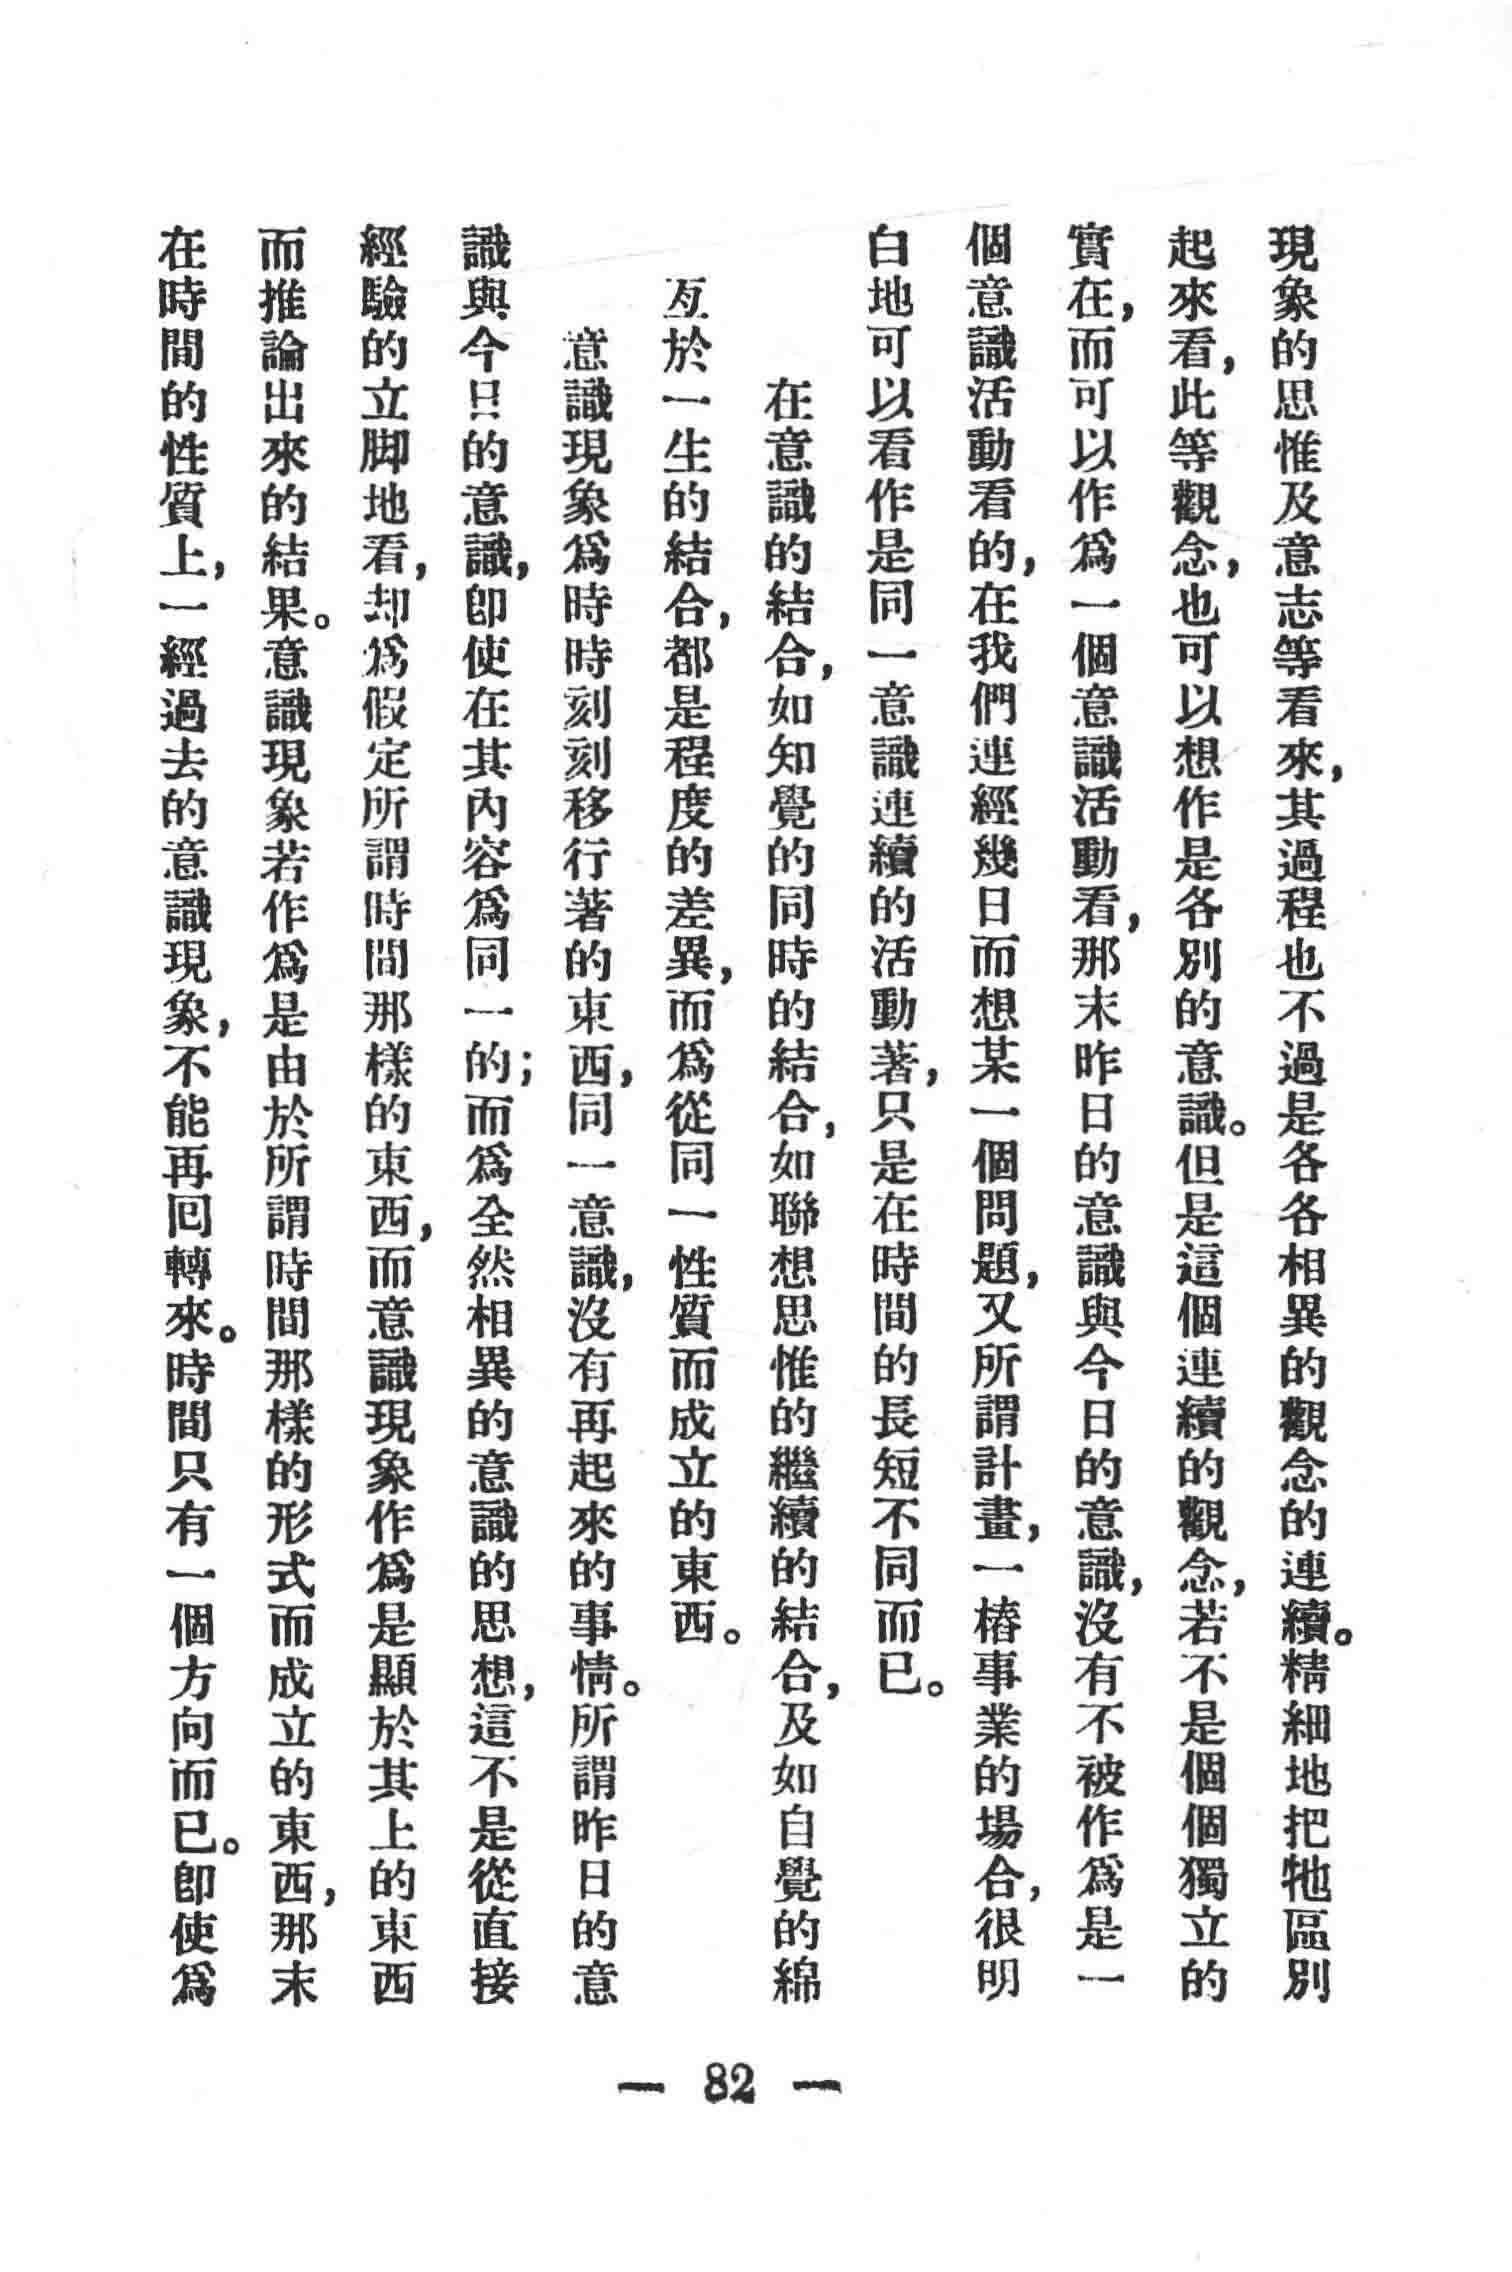 現象的思惟及意志等看來，其過程也不過是各各相異的觀念的連續。精細地把牠區別
起來看，此等觀念，也可以想作是各別的意識。但是這個連續的觀念，若不是個個獨立的
實在，而可以作爲一個意識活動看，那末昨日的意識與今日的意識，沒有不被作爲是一
個意識活動看的，在我們連經幾日而想某一個問題，又所謂計畫，一樁事業的場合，很明
白地可以看作是同一意識連續的活動著，只是在時間的長短不同而已。
在意識的結合，如知覺的同時的結合，如聯想思惟的繼續的結合，及如自覺的綿
亙於一生的結合，都是程度的差異，而爲從同一性質而成立的東西。
意識現象爲時時刻刻移行著的東西，同一意識，沒有再起來的事情。所謂昨日的意
識與今日的意識，卽使在其內容爲同一的；而爲全然相異的意識的思想，這不是從直接
經驗的立脚地看，却爲假定所謂時間那樣的東西，而意識現象作爲是顯於其上的東西
而推論出來的結果。意識現象若作爲是由於所謂時間那樣的形式而成立的東西，那末
在時間的性質上，一經過去的意識現象，不能再回轉來。時間只有一個方向而已。卽使爲
— 82 —